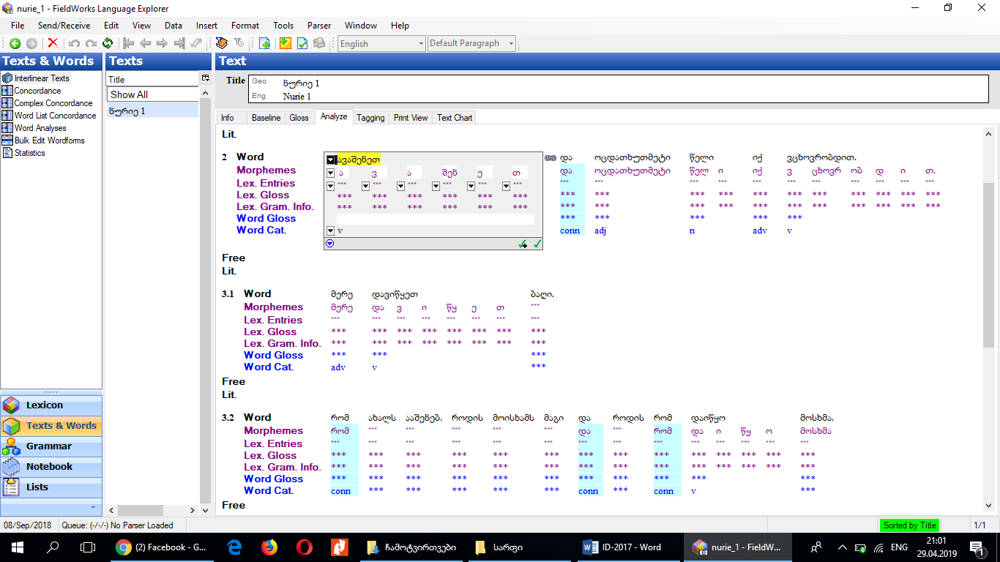 nurie_1 - FieldWorks Language Explorer
File Send/Receive Edit View Data Insert Format Tools Parser Window Help
English Default Paragraph
Texts & Words
Interlinear Texts
Concordance
Complex Concordance
Word List Concordance
Word Analyses
Bulk Edit Wordforms
Statistics
Lexicon
Texts & Words
Grammar
Notebook
Lists
Texts
Title
Show All
ნურიე 1
Text
Title Geo ნურიე 1
Eng Nurie 1
Info Baseline Gloss Analyze Tagging Print View Text Chart
Lit.
2 Word ავაშენეთ და ოცდათხუთმეტი წელი იქ ვცხოვრობდით.
Morphemes ა ვ ა შენ ე თ და ოცდათხუთმეტი წელ ი იქ ვ ცხოვრ ობ დ ი თ.
Lex. Entries *** *** *** *** *** *** *** *** *** *** *** *** *** *** *** *** ***
Lex. Gloss *** *** *** *** *** *** *** *** *** *** *** *** *** *** *** *** ***
Lex. Gram. Info. *** *** *** *** *** *** *** *** *** *** *** *** *** *** *** *** ***
Word Gloss *** *** *** *** ***
Word Cat. v conn adj n adv v
Free
Lit.
3.1 Word მერე დავიწყეთ ბაღი.
Morphemes მერე და ვ ი წყ ე თ ***
Lex. Entries *** *** *** *** *** *** *** ***
Lex. Gloss *** *** *** *** *** *** *** ***
Lex. Gram. Info. *** *** *** *** *** *** *** ***
Word Gloss *** *** ***
Word Cat. adv v ***
Free
Lit.
3.2 Word რომ ახალს ააშენებ, როდის მოისხამს მაგი და როდის რომ დაიწყო მოსხმა,
Morphemes რომ *** *** *** *** *** და *** რომ და ი წყ ო მოსხმა
Lex. Entries *** *** *** *** *** *** *** *** *** *** *** *** *** ***
Lex. Gloss *** *** *** *** *** *** *** *** *** *** *** *** *** ***
Lex. Gram. Info. *** *** *** *** *** *** *** *** *** *** *** *** *** ***
Word Gloss *** *** *** *** *** *** *** *** *** *** ***
Word Cat. conn *** *** *** *** *** conn *** conn v ***
Free
08/Sep/2018 Queue: (-/-/-) No Parser Loaded Sorted by Title 1/1
(2) Facebook - G... ჩამოტვირთვები სარფი ID-2017 - Word nurie_1 - FieldW... ENG 21:01
29.04.2019 1